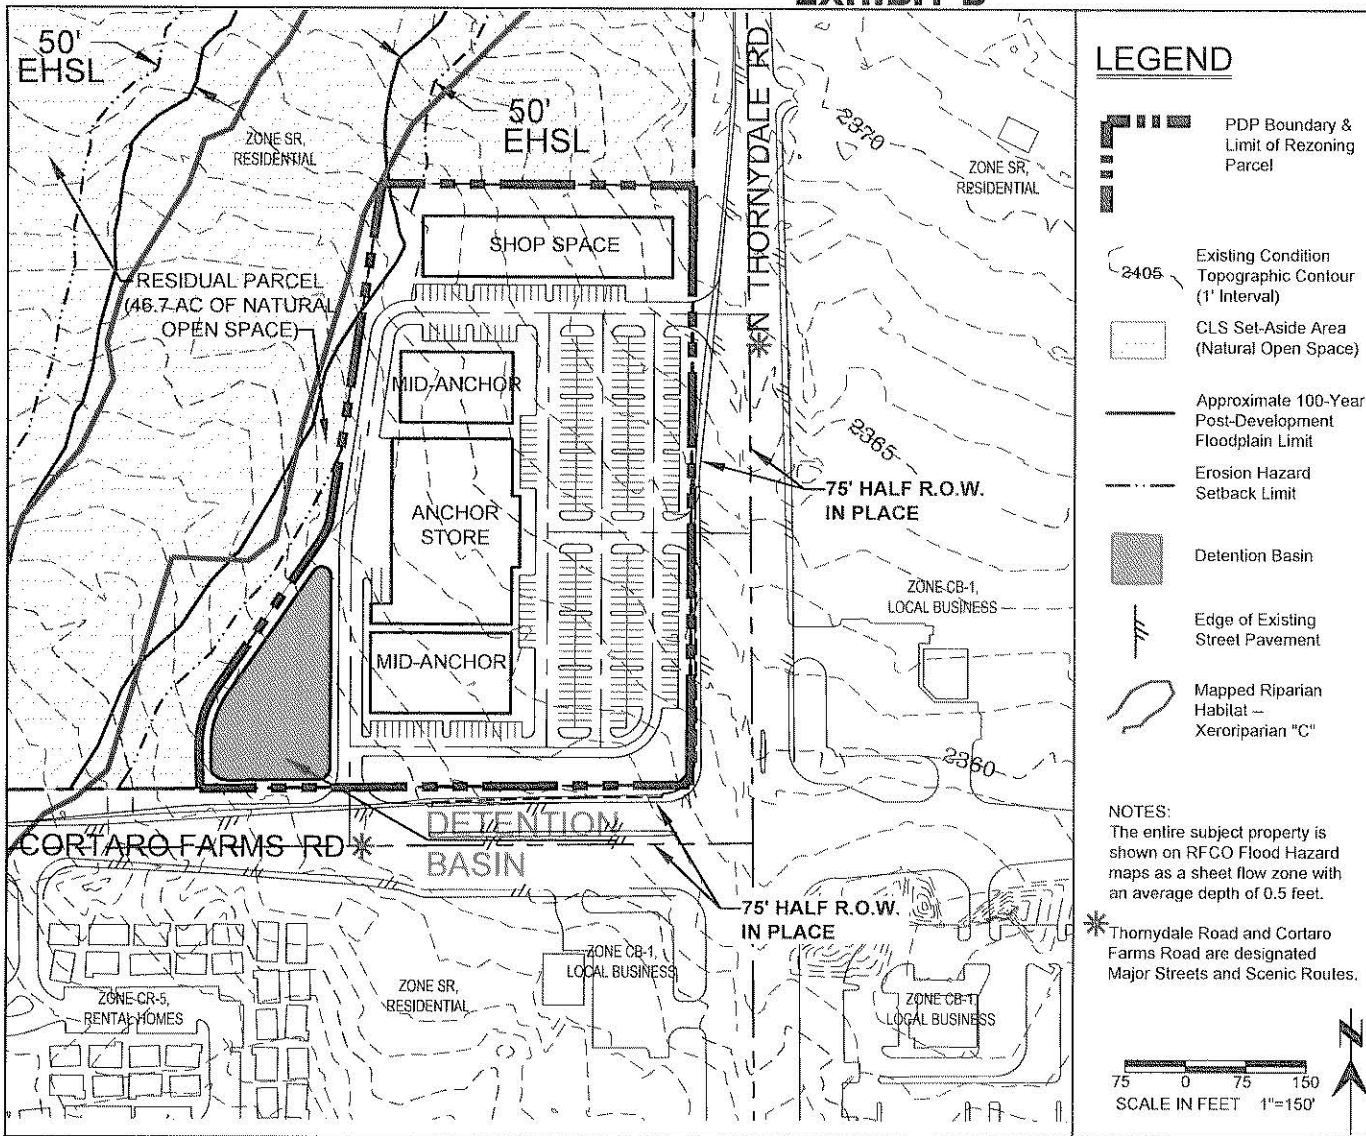 50'
EHSL
50'
EHSL
ZONE SR,
RESIDENTIAL
N THORNYDALE RD
2370
ZONE SR,
RESIDENTIAL
SHOP SPACE
RESIDUAL PARCEL
(46.7 AC OF NATURAL
OPEN SPACE)
MID-ANCHOR
2365
75' HALF R.O.W.
IN PLACE
ANCHOR
STORE
ZONE CB-1,
LOCAL BUSINESS
MID-ANCHOR
2360
CORTARO FARMS RD
DETENTION
BASIN
75' HALF R.O.W.
IN PLACE
ZONE CB-1,
LOCAL BUSINESS
ZONE CR-5,
RENTAL HOMES
ZONE SR,
RESIDENTIAL
ZONE CB-1
LOCAL BUSINESS
LEGEND
PDP Boundary &
Limit of Rezoning
Parcel
2405
Existing Condition
Topographic Contour
(1' Interval)
CLS Set-Aside Area
(Natural Open Space)
Approximate 100-Year
Post-Development
Floodplain Limit
Erosion Hazard
Setback Limit
Detention Basin
Edge of Existing
Street Pavement
Mapped Riparian
Habitat –
Xeroriparian "C"
NOTES:
The entire subject property is
shown on RFCO Flood Hazard
maps as a sheet flow zone with
an average depth of 0.5 feet.
Thornydale Road and Cortaro
Farms Road are designated
Major Streets and Scenic Routes.
N
75 0 75 150
SCALE IN FEET 1"=150'